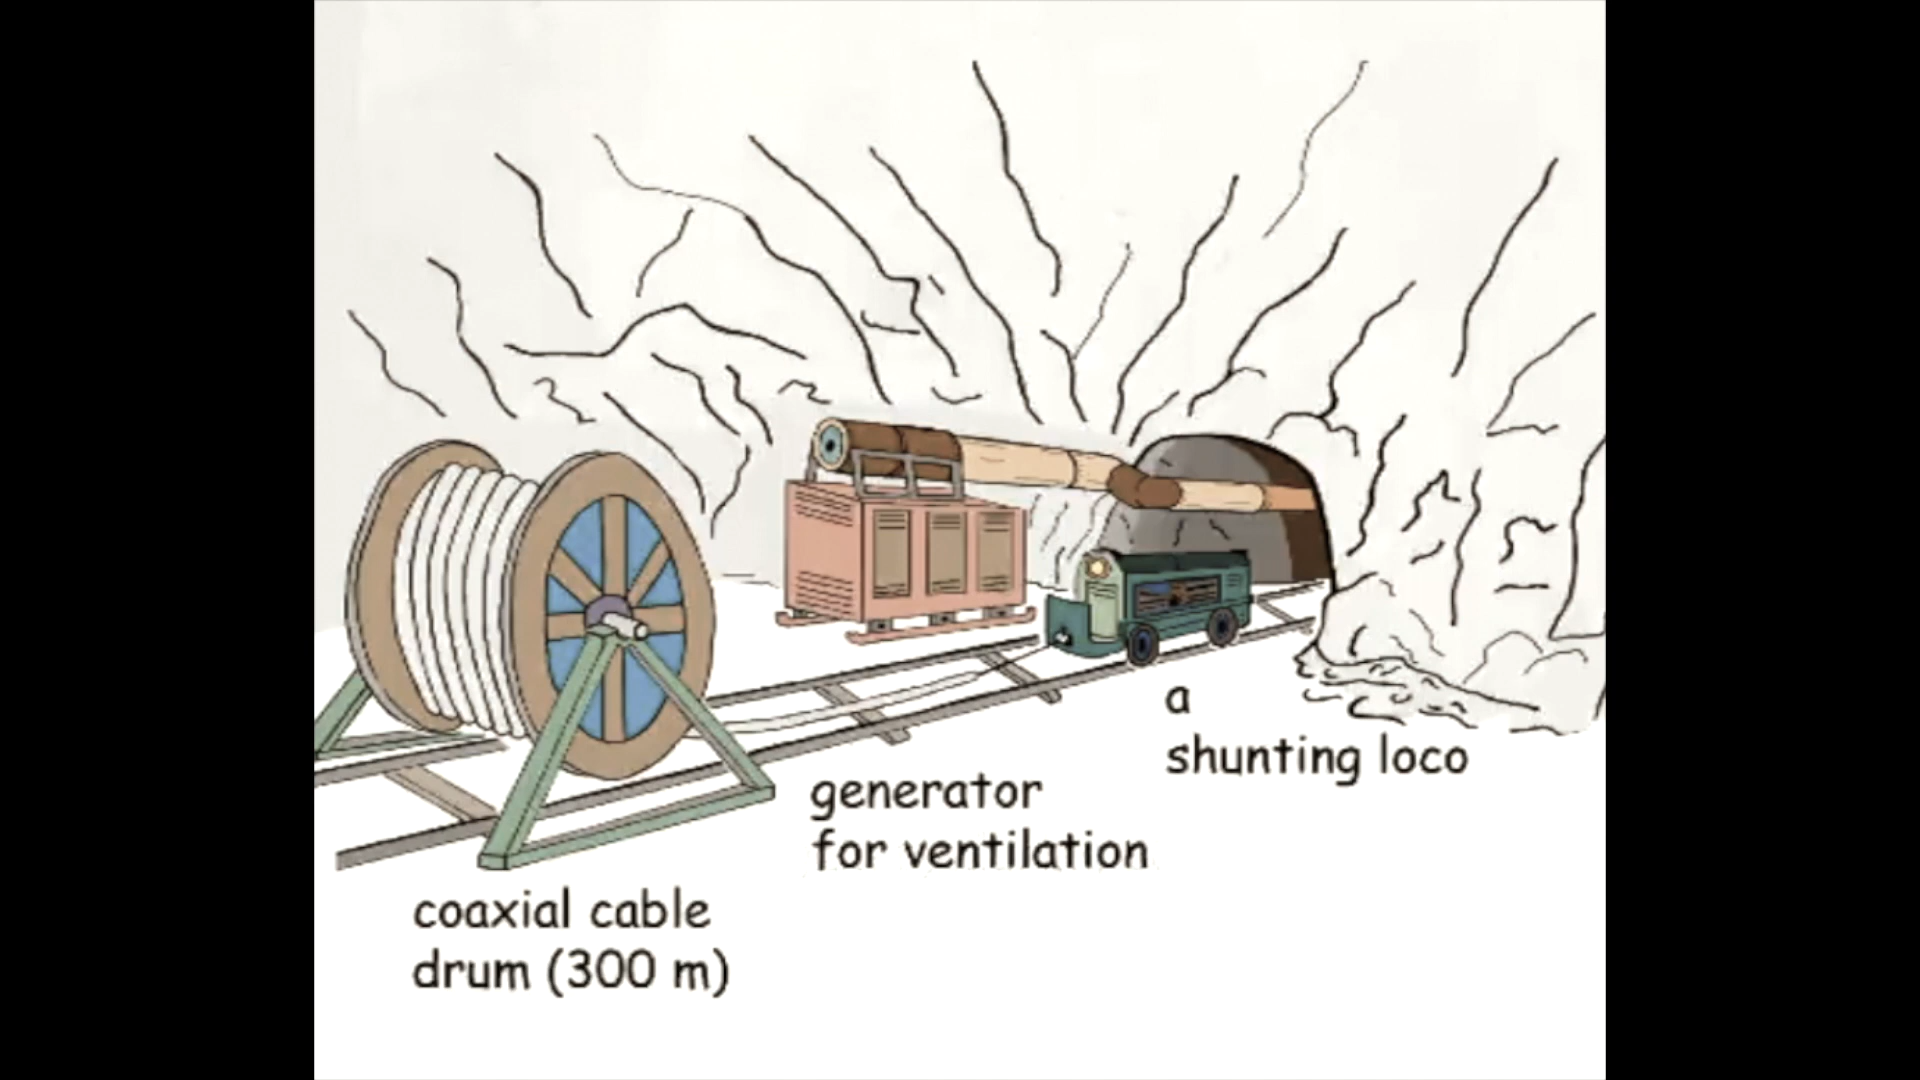 a
shunting loco
generator
for ventilation
coaxial cable
drum (300 m)